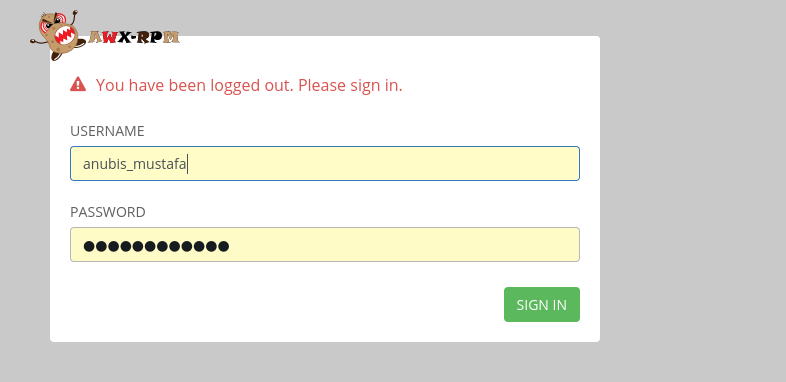 AWX-RPM
You have been logged out. Please sign in.
USERNAME
anubis_mustafa
PASSWORD
●●●●●●●●●●●●
SIGN IN